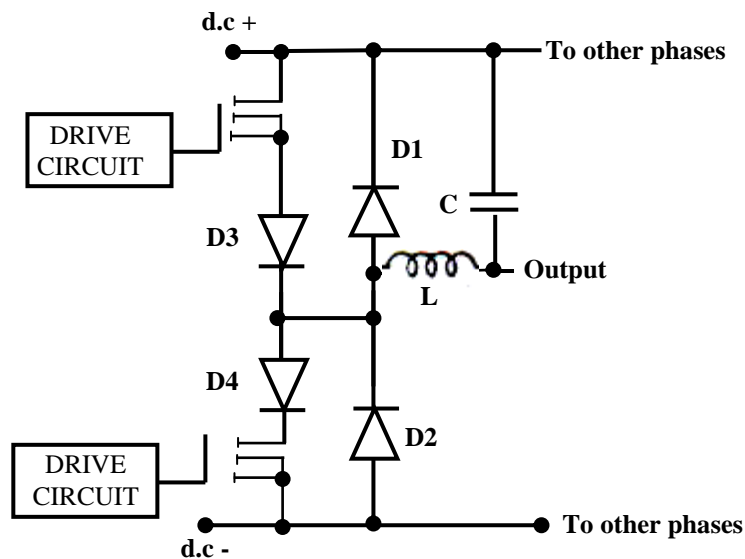 d.c +
To other phases
DRIVE
CIRCUIT
D1
C
D3
Output
L
D4
D2
DRIVE
CIRCUIT
To other phases
d.c -